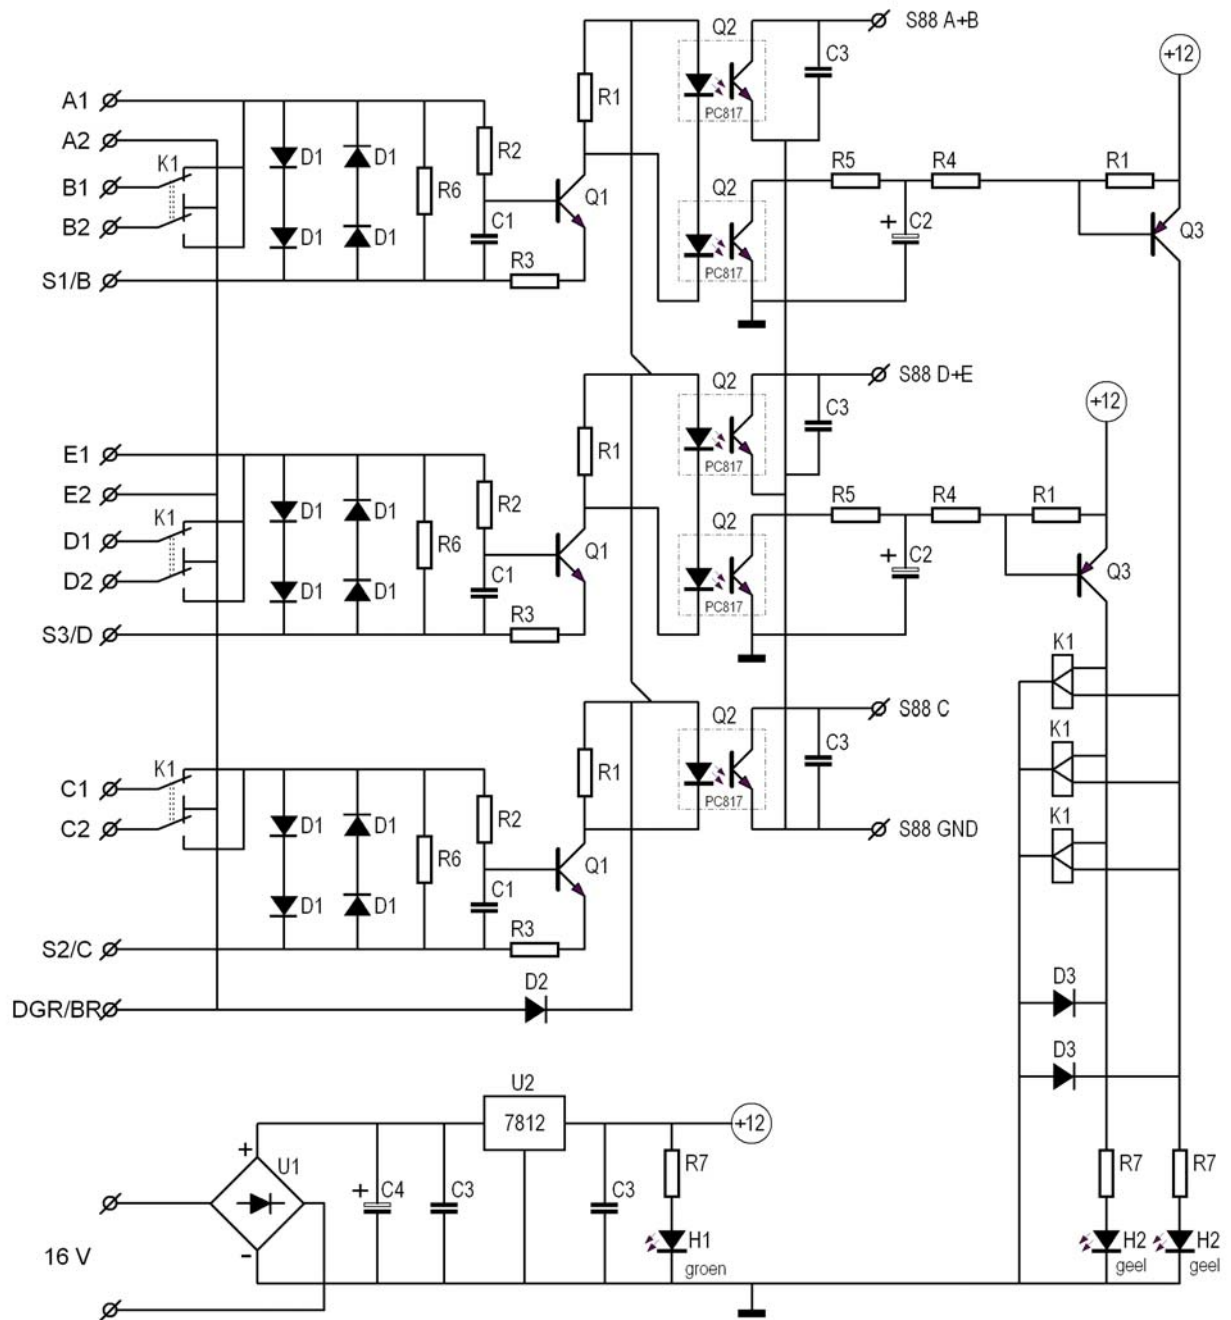 Q2 S88 A+B
C3
+12
R1
A1 PC817
A2 R2 R5 R4 R1
K1 D1 D1
B1 R6 Q1 Q2
B2 C1 + C2 Q3
D1 D1 R3 PC817
S1/B
Q2 S88 D+E
C3 +12
R1
E1 PC817
E2 R2 R5 R4 R1
K1 D1 D1
D1 R6 Q1 Q2
D2 C1 + C2 Q3
D1 D1 R3 PC817
S3/D
K1
Q2 S88 C
C3
K1
R1
K1 PC817
C1 R2
K1
C2 D1 D1 S88 GND
R6 Q1
C1
D1 D1
R3
S2/C
D2 D3
DGR/BR
D3
U2
7812 +12
+ U1 R7 R7 R7
+ C4 C3 C3
H1 H2 H2
16 V - groen geel geel